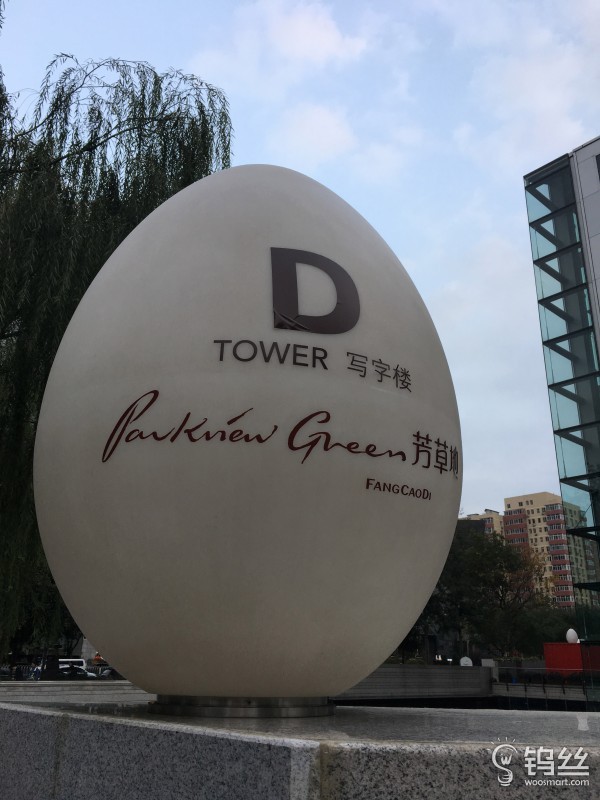 D
TOWER 写字楼
Parkview Green 芳草地
FANGCAODI
钨丝
woosmart.com